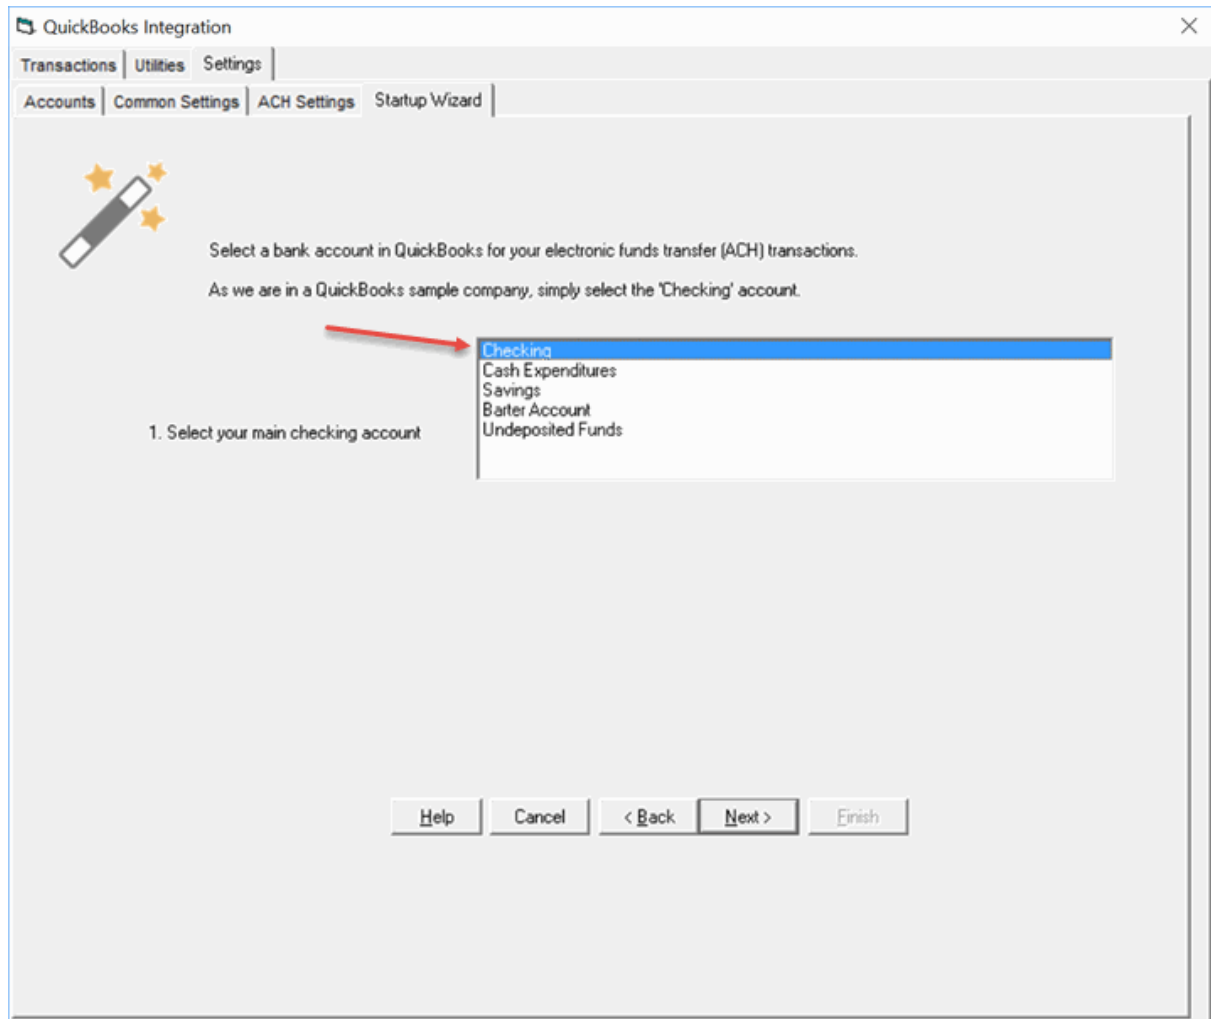 QuickBooks Integration
Transactions Utilities Settings
Accounts Common Settings ACH Settings Startup Wizard
Select a bank account in QuickBooks for your electronic funds transfer (ACH) transactions.
As we are in a QuickBooks sample company, simply select the 'Checking' account.
Checking
Cash Expenditures
Savings
Barter Account
Undeposited Funds
1. Select your main checking account
Help Cancel < Back Next > Finish